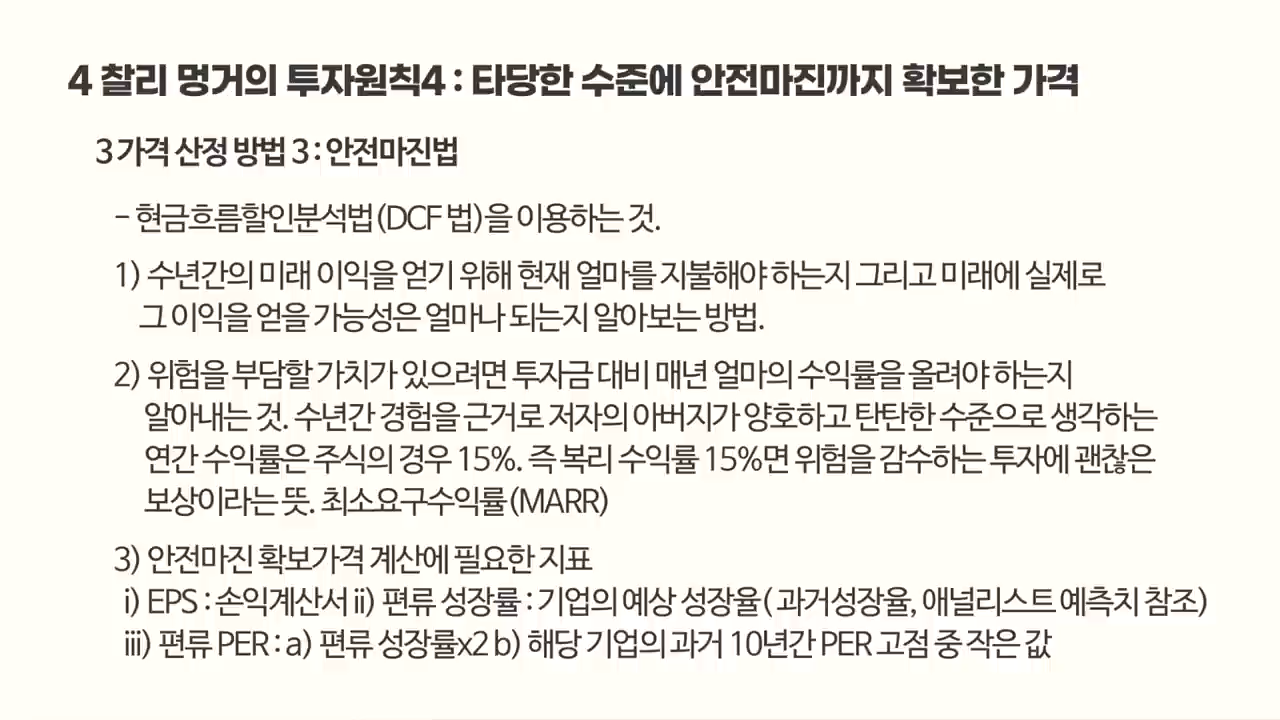 4 찰리 멍거의 투자원칙4 : 타당한 수준에 안전마진까지 확보한 가격
3 가격 산정 방법 3 : 안전마진법
– 현금흐름할인분석법 (DCF 법) 을 이용하는 것.
1) 수년간의 미래 이익을 얻기 위해 현재 얼마를 지불해야 하는지 그리고 미래에 실제로
그 이익을 얻을 가능성은 얼마나 되는지 알아보는 방법.
2) 위험을 부담할 가치가 있으려면 투자금 대비 매년 얼마의 수익률을 올려야 하는지
알아내는 것. 수년간 경험을 근거로 저자의 아버지가 양호하고 탄탄한 수준으로 생각하는
연간 수익률은 주식의 경우 15%. 즉 복리 수익률 15%면 위험을 감수하는 투자에 괜찮은
보상이라는 뜻. 최소요구수익률 (MARR)
3) 안전마진 확보가격 계산에 필요한 지표
i) EPS : 손익계산서 ii) 편류 성장률 : 기업의 예상 성장율 ( 과거성장율, 애널리스트 예측치 참조)
iii) 편류 PER : a) 편류 성장률x2 b) 해당 기업의 과거 10년간 PER 고점 중 작은 값